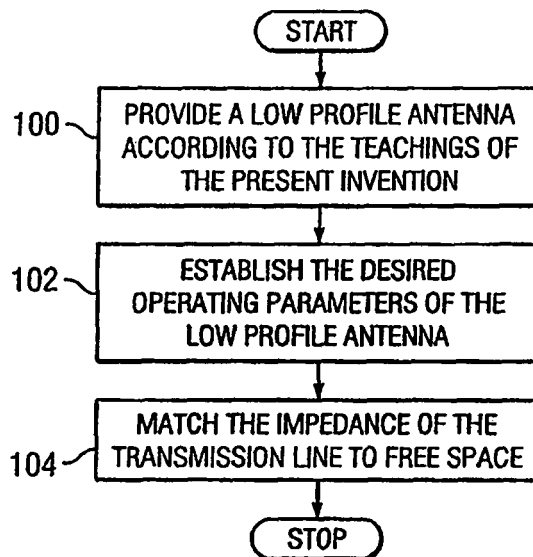 START
100
PROVIDE A LOW PROFILE ANTENNA
ACCORDING TO THE TEACHINGS OF
THE PRESENT INVENTION
102
ESTABLISH THE DESIRED
OPERATING PARAMETERS OF THE
LOW PROFILE ANTENNA
104
MATCH THE IMPEDANCE OF THE
TRANSMISSION LINE TO FREE SPACE
STOP